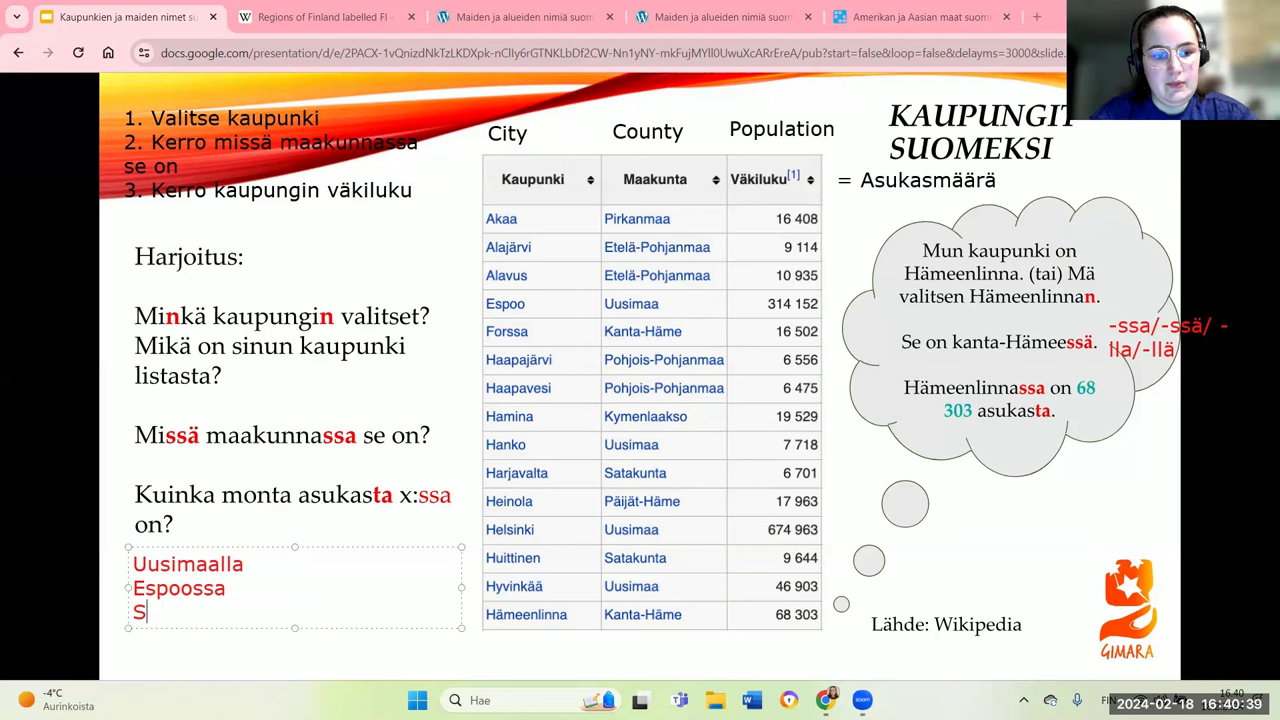 Kaupunkien ja maiden nimet su
Regions of Finland labelled FI -
Maiden ja alueiden nimiä suom
Maiden ja alueiden nimiä suom
Amerikan ja Aasian maat suom
docs.google.com/presentation/d/e/2PACX-1vQnizdNkTzLKDXpk-TnIy6rGTNKLbDf2CW-Nn1yNY-mkFujMYll0UwuXcARrEreA/pub?start=false&loop=false&delayms=3000&slide
1. Valitse kaupunki
2. Kerro missä maakunnassa
se on
3. Kerro kaupungin väkiluku
Harjoitus:
Minkä kaupungin valitset?
Mikä on sinun kaupunki
listasta?
Missä maakunnassa se on?
Kuinka monta asukasta x:ssa
on?
Uusimaalla
Espoossa
S
City County Population
Kaupunki Maakunta Väkiluku[1]
Akaa Pirkanmaa 16 408
Alajärvi Etelä-Pohjanmaa 9 114
Alavus Etelä-Pohjanmaa 10 935
Espoo Uusimaa 314 152
Forssa Kanta-Häme 16 502
Haapajärvi Pohjois-Pohjanmaa 6 556
Haapavesi Pohjois-Pohjanmaa 6 475
Hamina Kymenlaakso 19 529
Hanko Uusimaa 7 718
Harjavalta Satakunta 6 701
Heinola Päijät-Häme 17 963
Helsinki Uusimaa 674 963
Huittinen Satakunta 9 644
Hyvinkää Uusimaa 46 903
Hämeenlinna Kanta-Häme 68 303
KAUPUNGIT
SUOMEKSI
= Asukasmäärä
Mun kaupunki on
Hämeenlinna. (tai) Mä
valitsen Hämeenlinnan.
Se on kanta-Hämeessä.
Hämeenlinnassa on 68
303 asukasta.
-ssa/-ssä/ -
lla/-llä
Lähde: Wikipedia
GIMARA
-4°C
Aurinkoista
Hae
FIN
16.40
2024-02-18 16:40:39